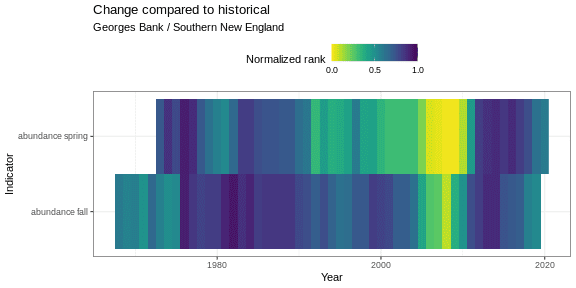 Change compared to historical
Georges Bank / Southern New England
Normalized rank
0.0 0.5 1.0
Indicator
abundance spring
abundance fall
1980 2000 2020
Year